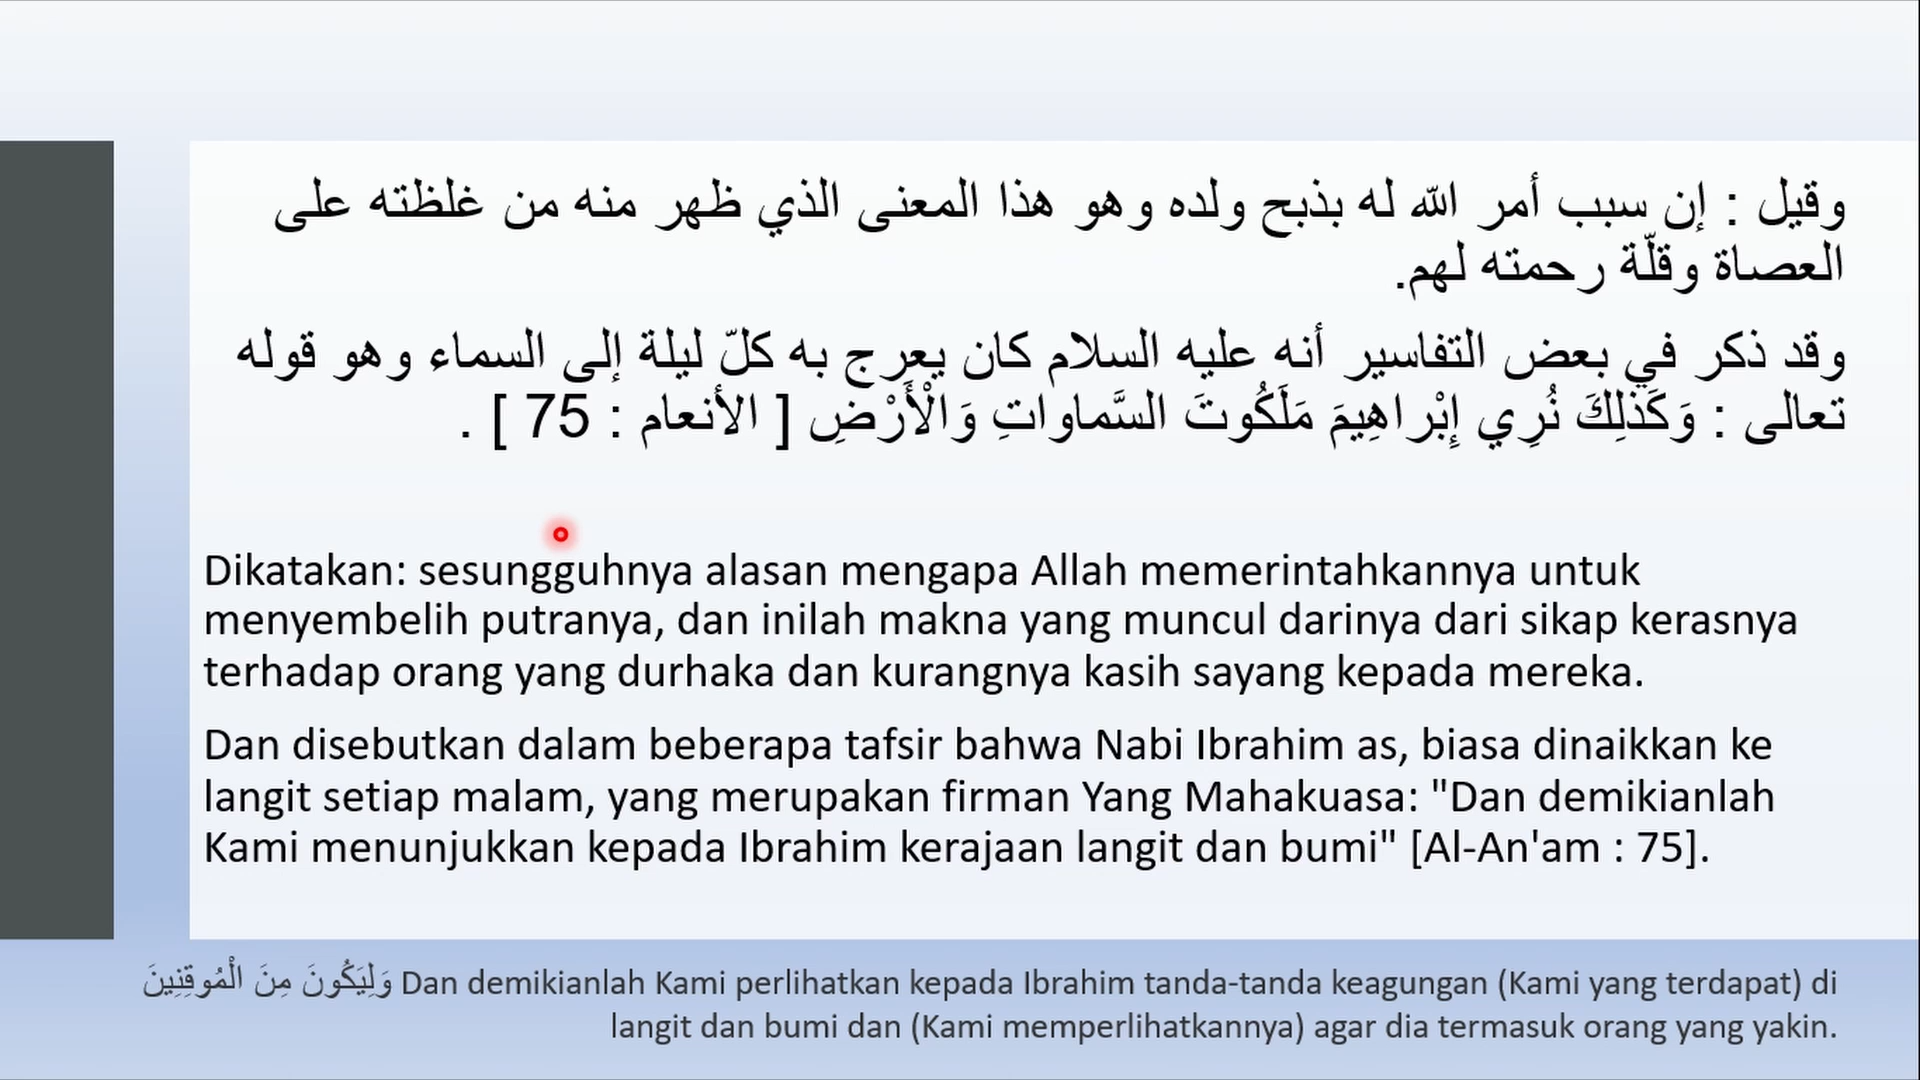 وقيل : إن سبب أمر الله له بذبح ولده وهو هذا المعنى الذي ظهر منه من غلظته على
العصاة وقلّة رحمته لهم.
وقد ذكر في بعض التفاسير أنه عليه السلام كان يعرج به كلّ ليلة إلى السماء وهو قوله
تعالى : وَكَذلِكَ نُرِي إِبْراهِيمَ مَلَكُوتَ السَّماواتِ وَالْأَرْضِ [ الأنعام : 75 ] .
Dikatakan: sesungguhnya alasan mengapa Allah memerintahkannya untuk
menyembelih putranya, dan inilah makna yang muncul darinya dari sikap kerasnya
terhadap orang yang durhaka dan kurangnya kasih sayang kepada mereka.
Dan disebutkan dalam beberapa tafsir bahwa Nabi Ibrahim as, biasa dinaikkan ke
langit setiap malam, yang merupakan firman Yang Mahakuasa: "Dan demikianlah
Kami menunjukkan kepada Ibrahim kerajaan langit dan bumi" [Al-An'am : 75].
وَلِيَكُونَ مِنَ الْمُوقِنِينَ Dan demikianlah Kami perlihatkan kepada Ibrahim tanda-tanda keagungan (Kami yang terdapat) di
langit dan bumi dan (Kami memperlihatkannya) agar dia termasuk orang yang yakin.